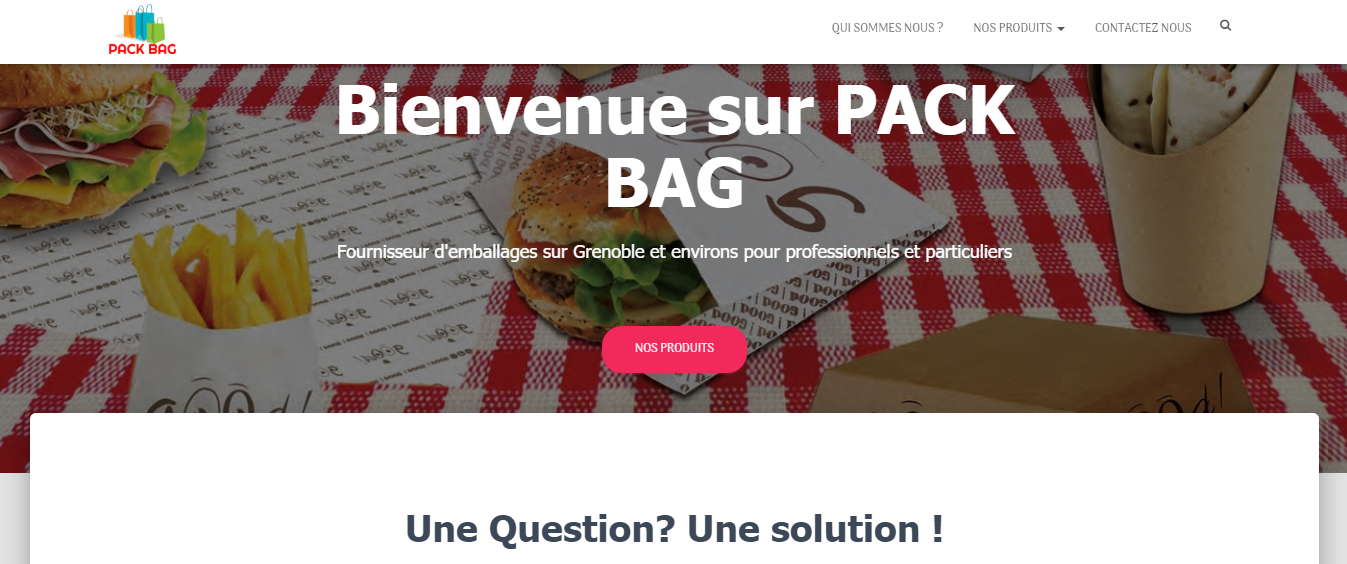 PACK BAG
QUI SOMMES NOUS ?
NOS PRODUITS
CONTACTEZ NOUS
Bienvenue sur PACK
BAG
Fournisseur d'emballages sur Grenoble et environs pour professionnels et particuliers
NOS PRODUITS
Good!
Une Question? Une solution !